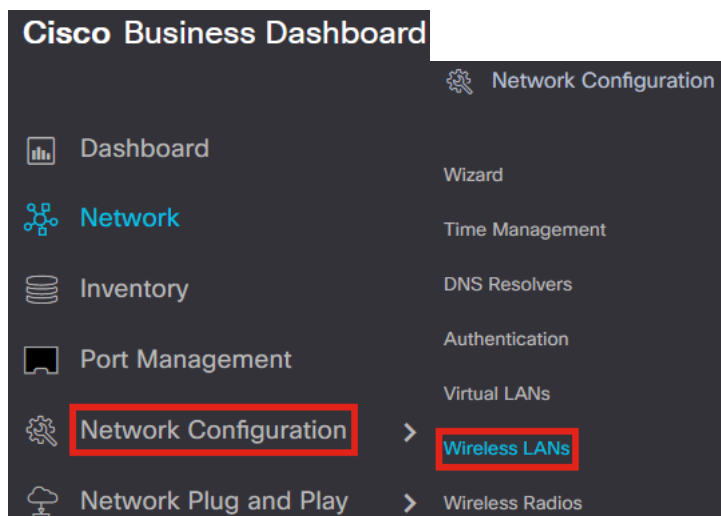 Cisco Business Dashboard
Dashboard
Network
Inventory
Port Management
Network Configuration
Network Plug and Play
Network Configuration
Wizard
Time Management
DNS Resolvers
Authentication
Virtual LANs
Wireless LANs
Wireless Radios